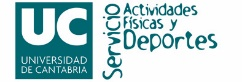 UC
UNIVERSIDAD
DE CANTABRIA
Servicio
Actividades
Físicas y
Deportes